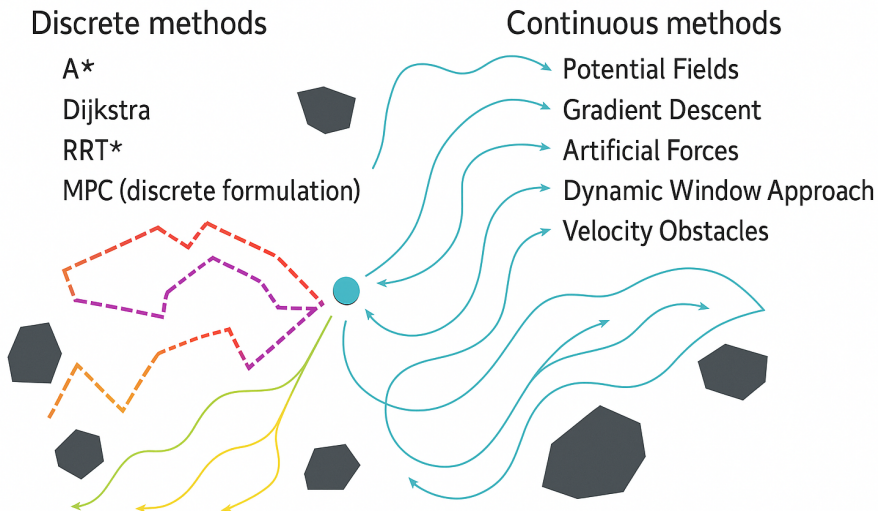 Discrete methods
A*
Dijkstra
RRT*
MPC (discrete formulation)
Continuous methods
Potential Fields
Gradient Descent
Artificial Forces
Dynamic Window Approach
Velocity Obstacles